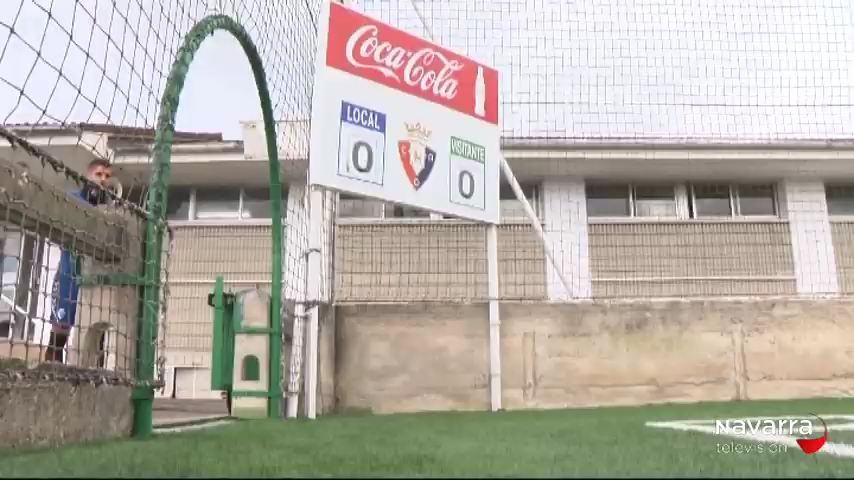 Coca-Cola
LOCAL
VISITANTE
0
0
Navarra
televisión